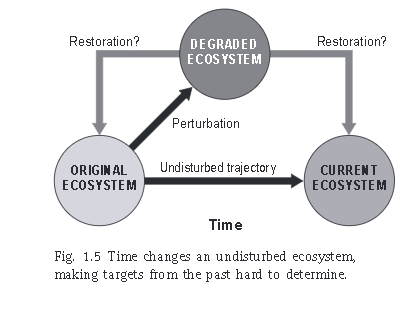 Restoration?
DEGRADED
ECOSYSTEM
Restoration?
Perturbation
ORIGINAL
ECOSYSTEM
Undisturbed trajectory
CURRENT
ECOSYSTEM
Time
Fig. 1.5 Time changes an undisturbed ecosystem,
making targets from the past hard to determine.